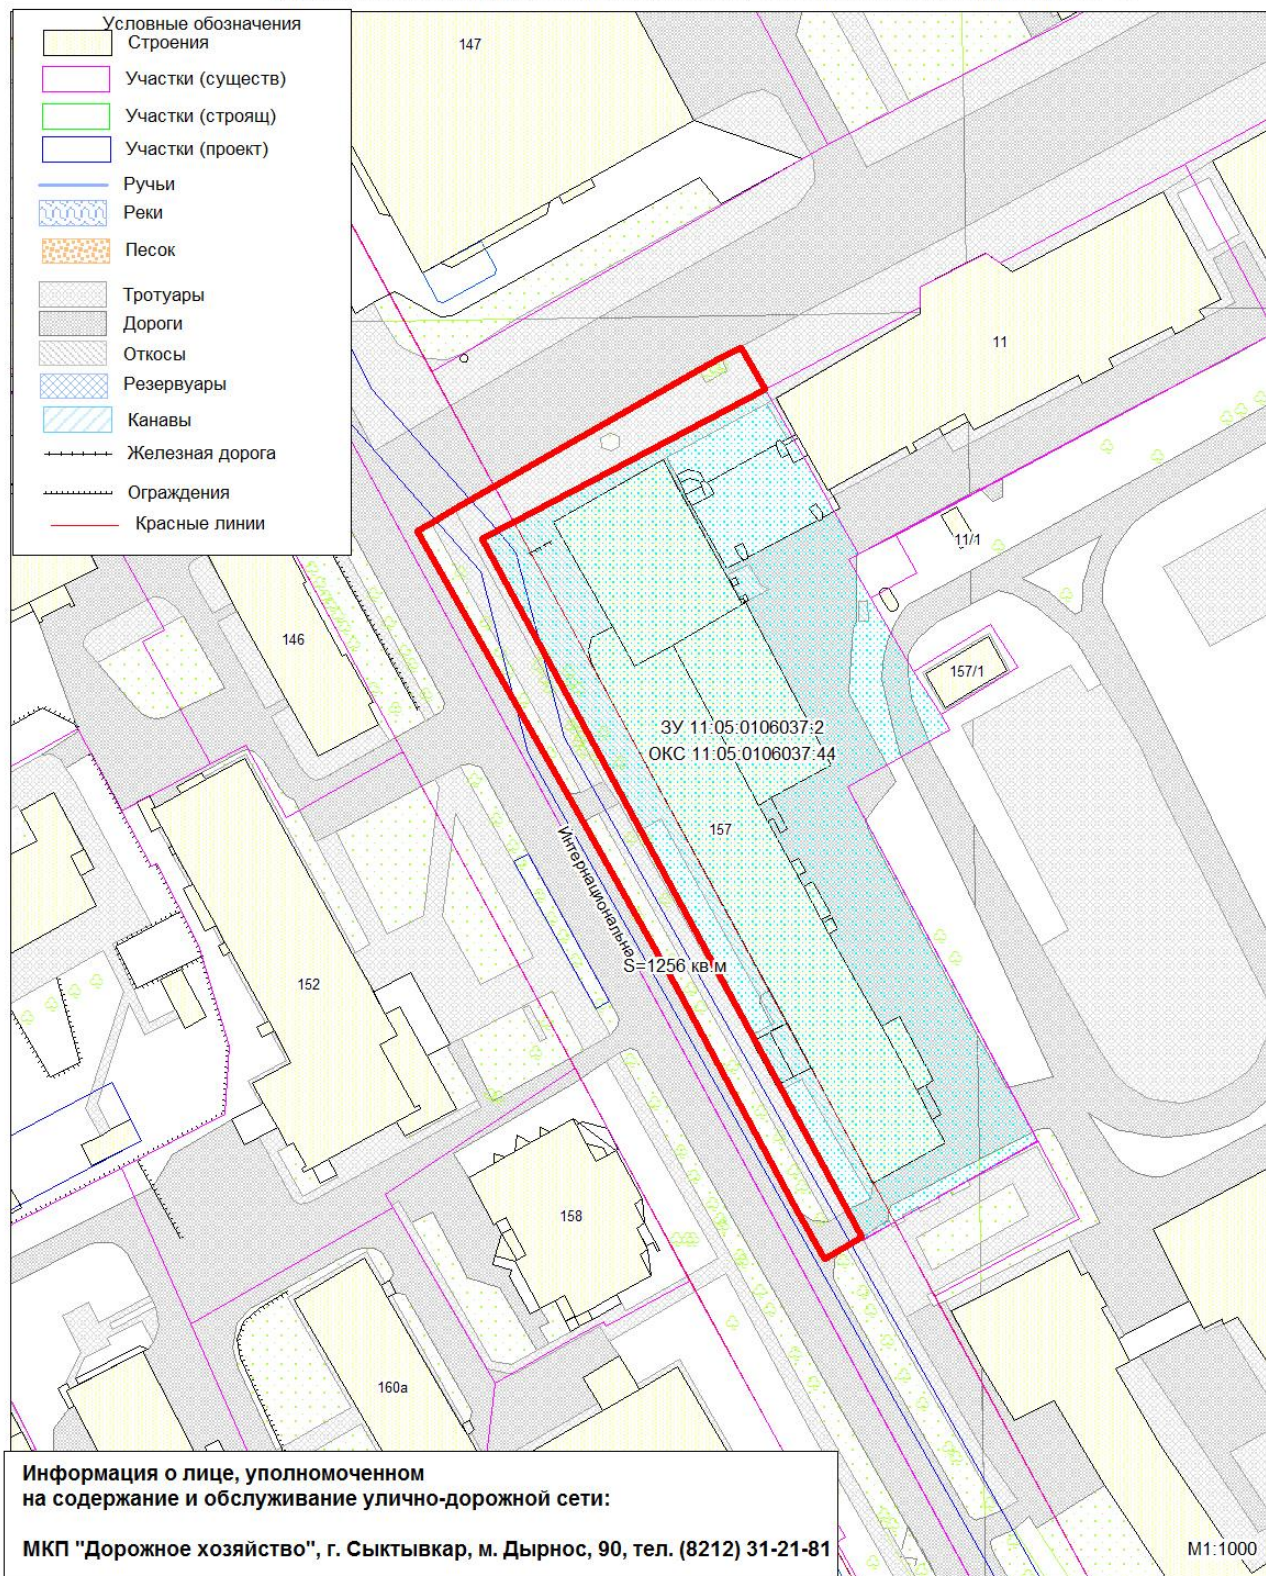 Условные обозначения
Строения
Участки (существ)
Участки (строящ)
Участки (проект)
Ручьи
Реки
Песок
Тротуары
Дороги
Откосы
Резервуары
Канавы
Железная дорога
Ограждения
Красные линии
147
11
11/1
146
157/1
ЗУ 11:05:0106037:2
ОКС 11:05:0106037:44
157
Интернациональна
S=1256 кв.м
152
158
160а
Информация о лице, уполномоченном
на содержание и обслуживание улично-дорожной сети:
МКП "Дорожное хозяйство", г. Сыктывкар, м. Дырнос, 90, тел. (8212) 31-21-81
М1:1000